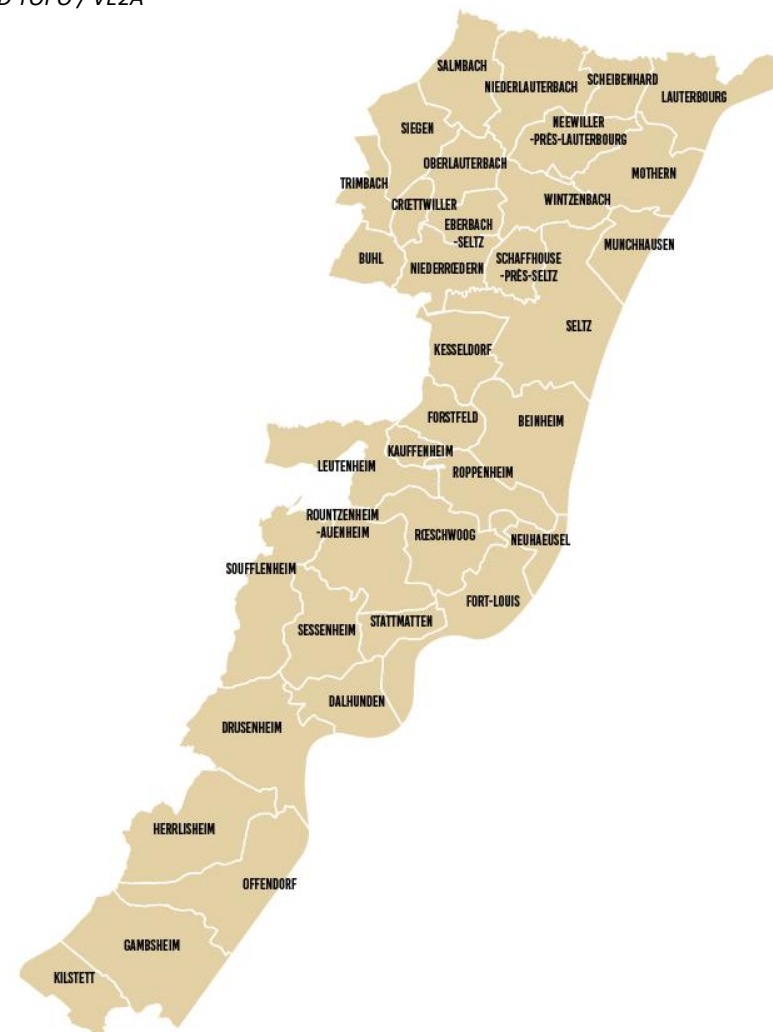 D TOPO / VEZA
SALMBACH
NIEDERLAUTERBACH
SCHEIBENHARD
LAUTERBOURG
SIEGEN
NEEWILLER
-PRÈS-LAUTERBOURG
OBERLAUTERBACH
MOTHERN
TRIMBACH
CRŒTTWILLER
WINTZENBACH
EBERBACH
-SELTZ
MUNCHHAUSEN
BUHL
NIEDERRŒDERN
SCHAFFHOUSE
-PRÈS-SELTZ
SELTZ
KESSELDORF
FORSTFELD
BEINHEIM
KAUFFENHEIM
LEUTENHEIM
ROPPENHEIM
ROUNTZENHEIM
-AUENHEIM
RŒSCHWOOG
NEUHAEUSEL
SOUFFLENHEIM
FORT-LOUIS
STATTMATTEN
SESSENHEIM
DALHUNDEN
DRUSENHEIM
HERRLISHEIM
OFFENDORF
GAMBSHEIM
KILSTETT